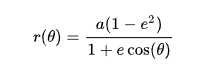 r(θ) = a(1 − e²) / 1 + e cos(θ)